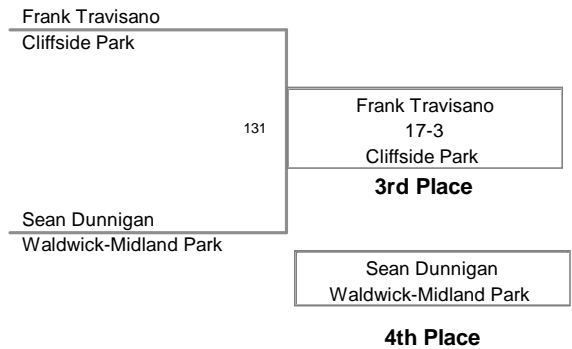 Frank Travisano
Cliffside Park
131
Frank Travisano
17-3
Cliffside Park
3rd Place
Sean Dunnigan
Waldwick-Midland Park
Sean Dunnigan
Waldwick-Midland Park
4th Place